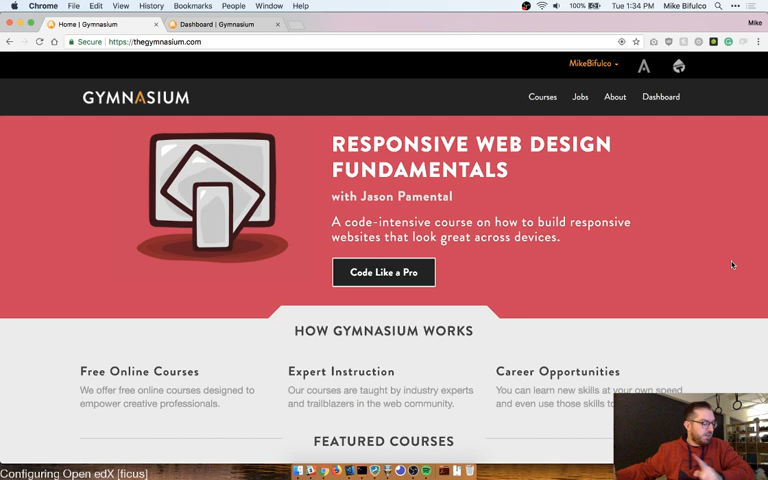 Chrome File Edit View History Bookmarks People Window Help 100% Tue 1:34 PM Mike Bifulco
Home | Gymnasium Dashboard | Gymnasium Mike
Secure https://thegymnasium.com
MikeBifulco
GYMNASIUM Courses Jobs About Dashboard
RESPONSIVE WEB DESIGN
FUNDAMENTALS
with Jason Pamental
A code-intensive course on how to build responsive
websites that look great across devices.
Code Like a Pro
HOW GYMNASIUM WORKS
Free Online Courses Expert Instruction Career Opportunities
We offer free online courses designed to Our courses are taught by industry experts You can learn new skills at your own speed
empower creative professionals. and trailblazers in the web community. and even use those skills to
FEATURED COURSES
Configuring Open edX [ficus]